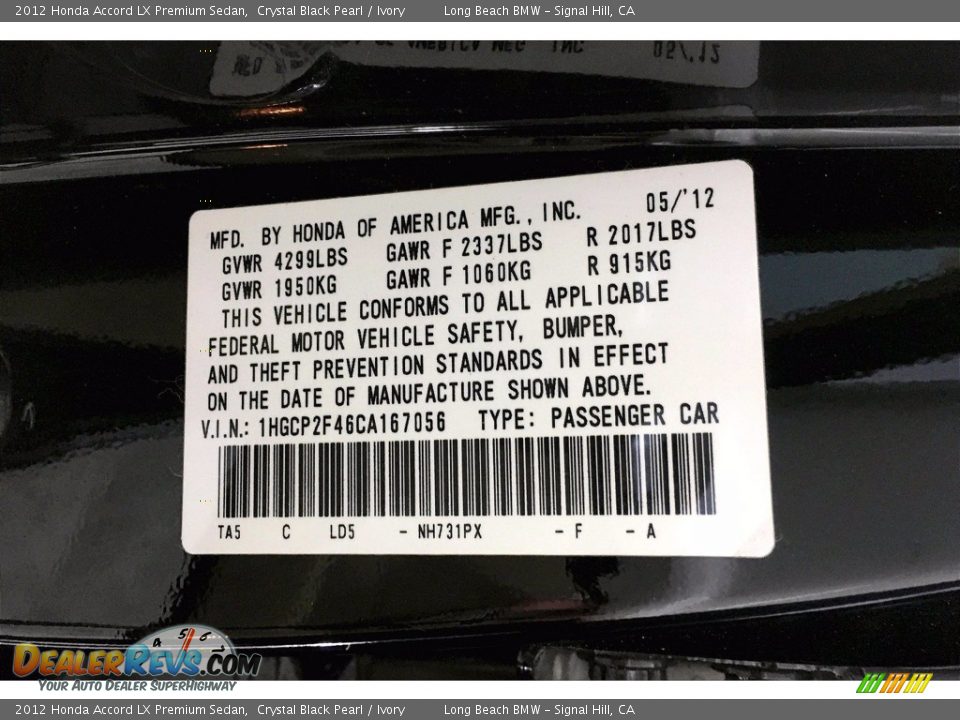 2012 Honda Accord LX Premium Sedan, Crystal Black Pearl / Ivory Long Beach BMW - Signal Hill, CA
MFD. BY HONDA OF AMERICA MFG., INC. 05/'12
GVWR 4299LBS GAWR F 2337LBS R 2017LBS
GVWR 1950KG GAWR F 1060KG R 915KG
THIS VEHICLE CONFORMS TO ALL APPLICABLE
FEDERAL MOTOR VEHICLE SAFETY, BUMPER,
AND THEFT PREVENTION STANDARDS IN EFFECT
ON THE DATE OF MANUFACTURE SHOWN ABOVE.
V.I.N.: 1HGCP2F46CA167056 TYPE: PASSENGER CAR
TA5 C LD5 - NH731PX - F - A
4 5 6
DealerRevs.com
Your Auto Dealer SuperHighway
2012 Honda Accord LX Premium Sedan, Crystal Black Pearl / Ivory Long Beach BMW - Signal Hill, CA